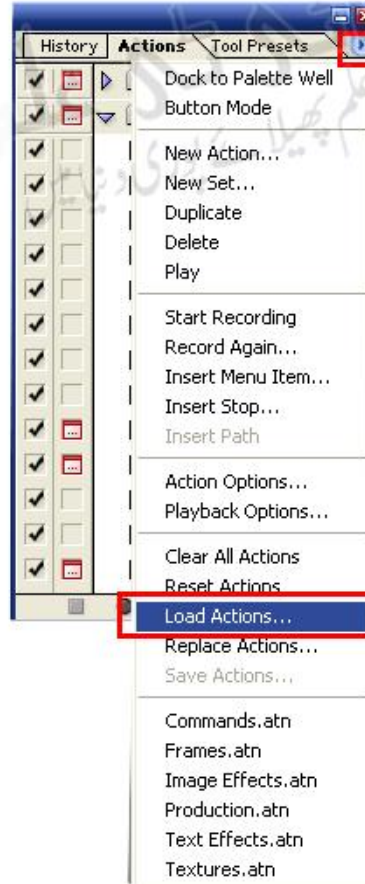 History
Actions
Tool Presets
Dock to Palette Well
Button Mode
New Action...
New Set...
Duplicate
Delete
Play
Start Recording
Record Again...
Insert Menu Item...
Insert Stop...
Insert Path
Action Options...
Playback Options...
Clear All Actions
Reset Actions
Load Actions...
Replace Actions...
Save Actions...
Commands.atn
Frames.atn
Image Effects.atn
Production.atn
Text Effects.atn
Textures.atn